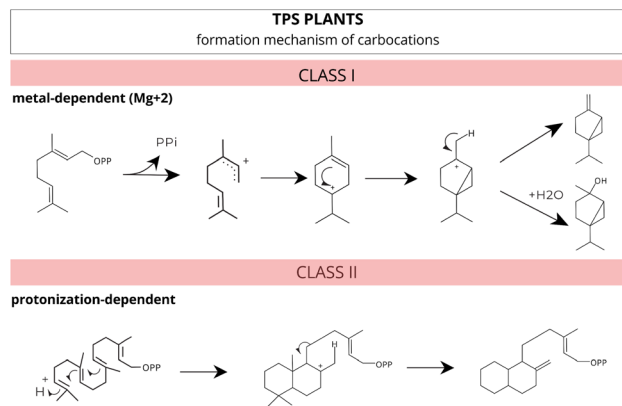 TPS PLANTS
formation mechanism of carbocations
CLASS I
metal-dependent (Mg+2)
PPi
OPP
+
+
+
H
+H2O
OH
CLASS II
protonization-dependent
+
H
OPP
H
+
OPP
OPP